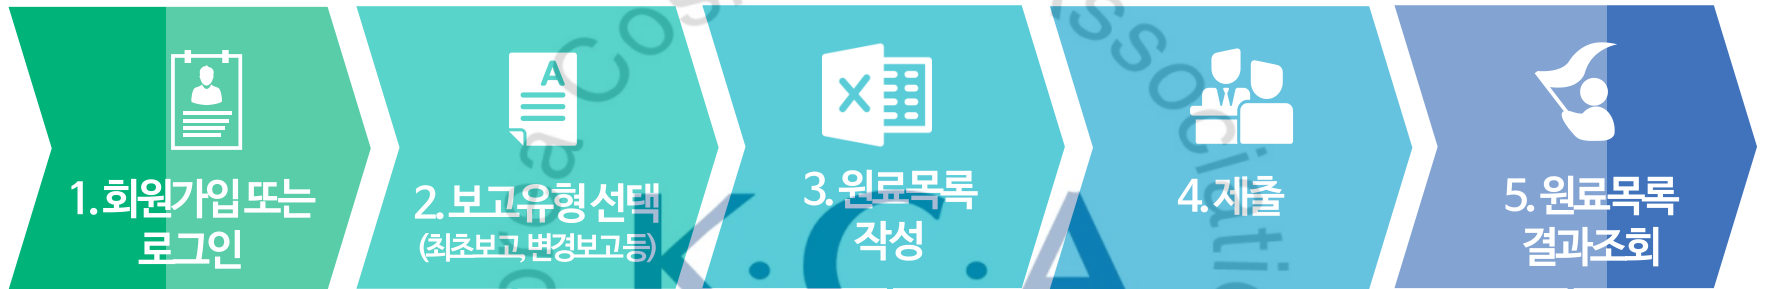 1. 회원가입 또는
로그인
A
2. 보고유형 선택
(최초보고, 변경보고등)
X
3. 원료목록
작성
4. 제출
5. 원료목록
결과조회
K·C·A